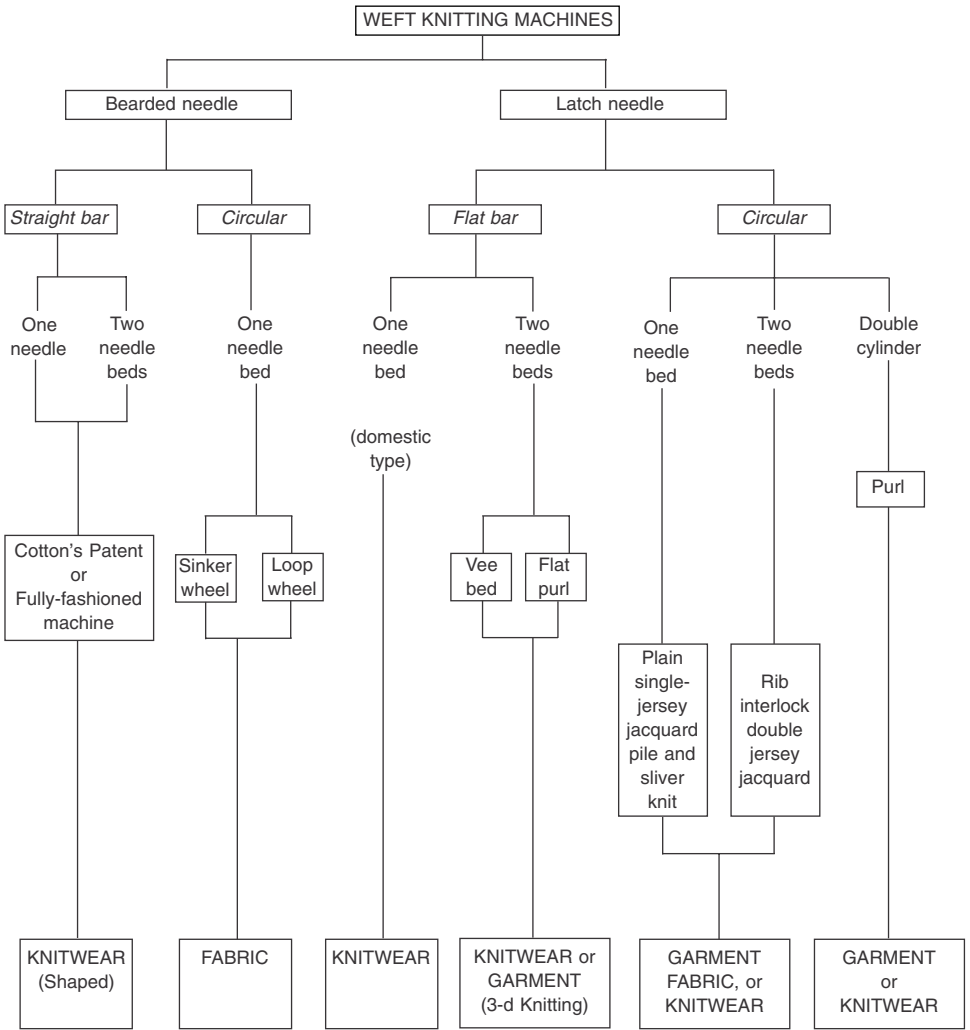 WEFT KNITTING MACHINES
Bearded needle
Latch needle
Straight bar
Circular
Flat bar
Circular
One
needle
Two
needle
beds
One
needle
bed
One
needle
bed
Two
needle
beds
One
needle
bed
Two
needle
beds
Double
cylinder
(domestic
type)
Purl
Cotton's Patent
or
Fully-fashioned
machine
Sinker
wheel
Loop
wheel
Vee
bed
Flat
purl
Plain
single-
jersey
jacquard
pile and
sliver
knit
Rib
interlock
double
jersey
jacquard
KNITWEAR
(Shaped)
FABRIC
KNITWEAR
KNITWEAR or
GARMENT
(3-d Knitting)
GARMENT
FABRIC, or
KNITWEAR
GARMENT
or
KNITWEAR